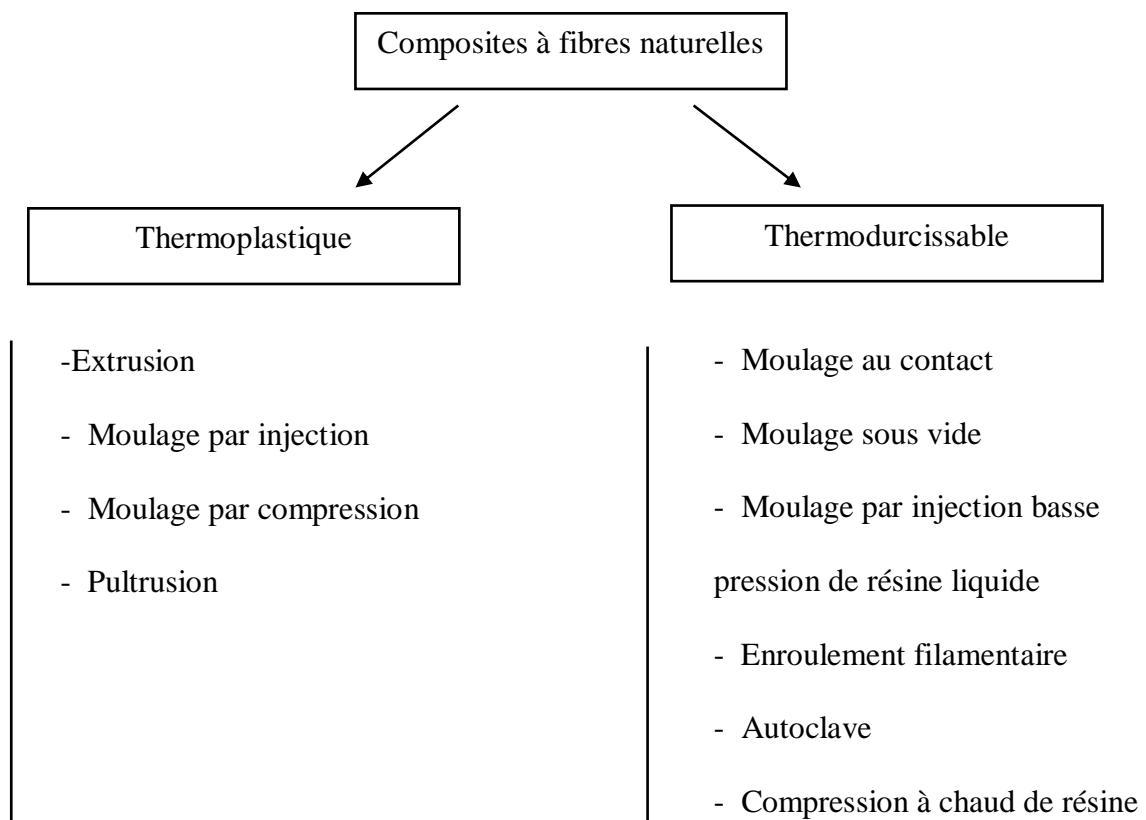 Composites à fibres naturelles
Thermoplastique
-Extrusion
- Moulage par injection
- Moulage par compression
- Pultrusion
Thermodurcissable
- Moulage au contact
- Moulage sous vide
- Moulage par injection basse
pression de résine liquide
- Enroulement filamentaire
- Autoclave
- Compression à chaud de résine